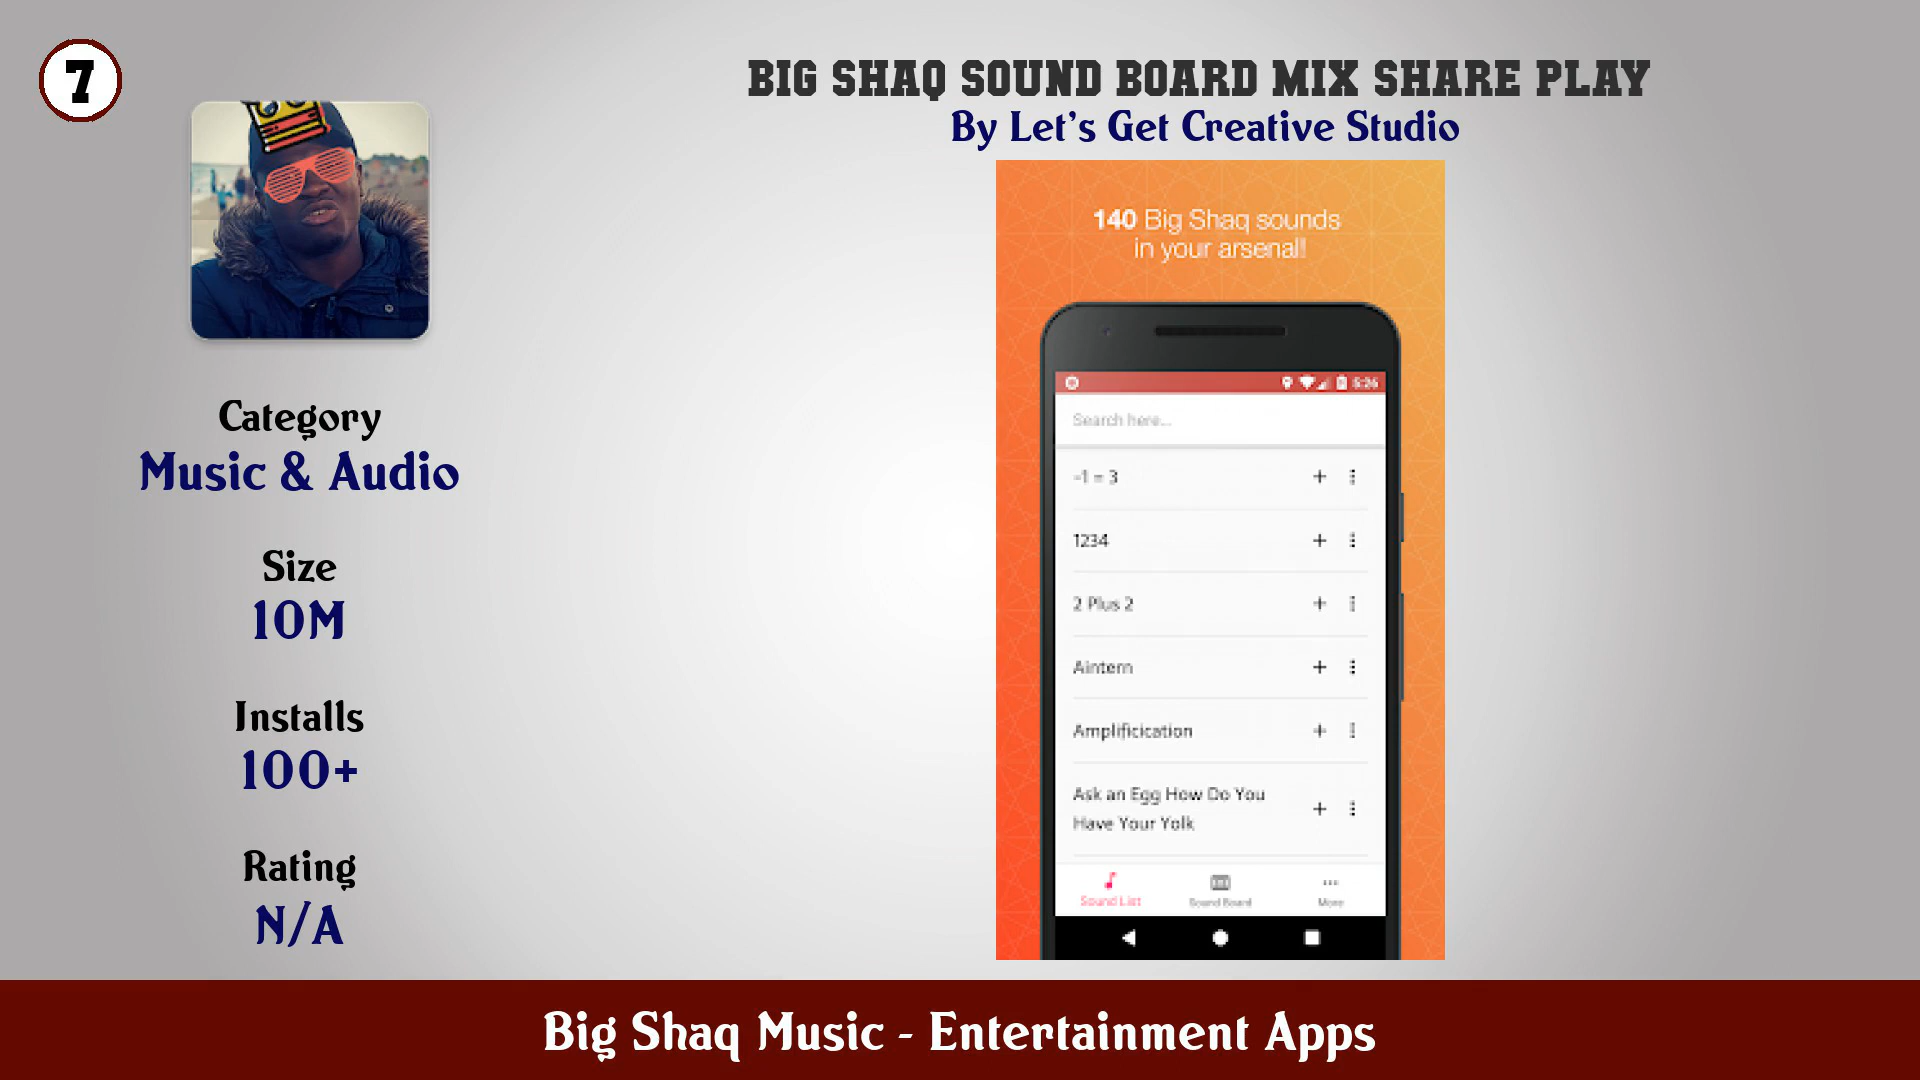 7
BIG SHAQ SOUND BOARD MIX SHARE PLAY
By Let's Get Creative Studio
Category
Music & Audio
Size
10M
Installs
100+
Rating
N/A
140 Big Shaq sounds
in your arsenal!
5:26
Search here...
-1 = 3
1234
2 Plus 2
Aintern
Amplificication
Ask an Egg How Do You
Have Your Yolk
Sound List
Sound Board
More
Big Shaq Music - Entertainment Apps